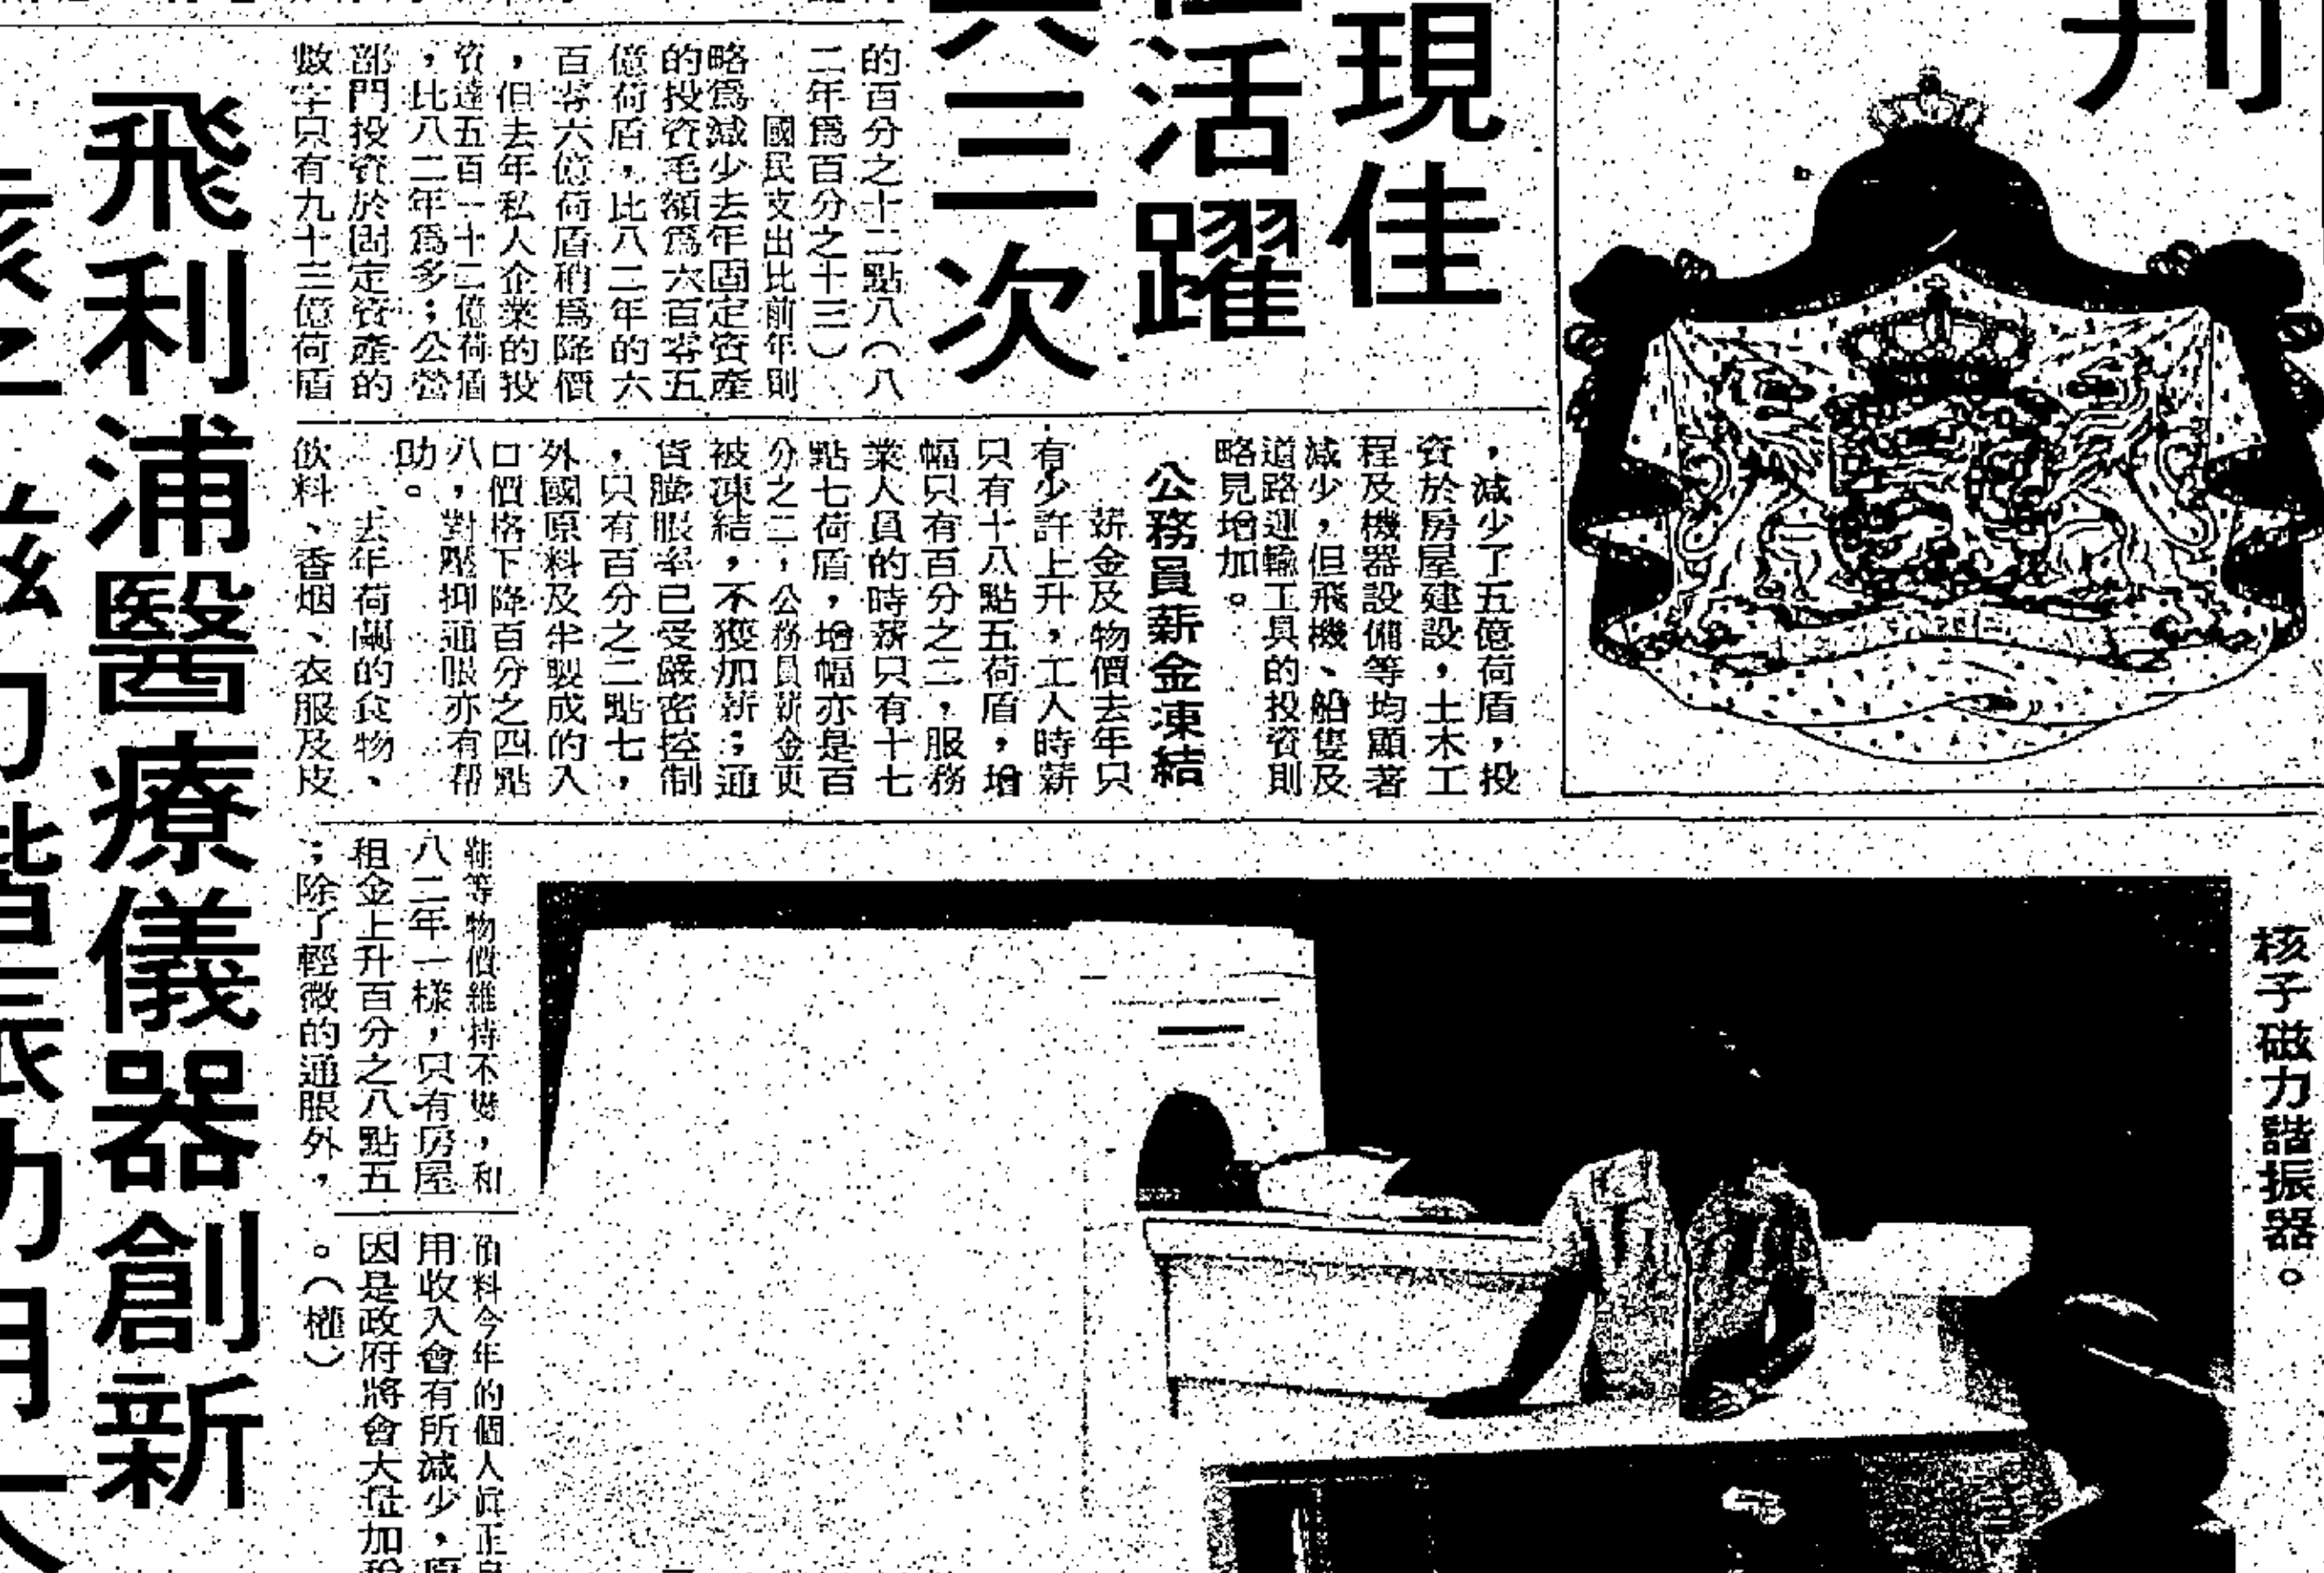 刊
現佳
活躍
三次
的百分之十二點八（八
二年爲百分之十三）
國民支出比前年則
略爲減少去年固定資產
的投資毛額爲六百零五
億荷盾，比八二年的六
百零六億荷盾稍爲降價
，但去年私人企業的投
資達五百一十二億荷盾
，比八二年爲多；公營
部門投資於固定資產的
數字只有九十三億荷盾
，減少了五億荷盾，投
資於房屋建設，土木工
程及機器設備等均顯著
減少，但飛機、船隻及
道路運輸工具的投資則
略見增加。
公務員薪金凍結
薪金及物價去年只
有少許上升，工人時薪
只有十八點五荷盾，增
幅只有百分之二，服務
業人員的時薪只有十七
點七荷盾，增幅亦是百
分之二，公務員薪金更
被凍結，不獲加薪；通
貨膨脹率已受嚴密控制
，只有百分之二點七，
外國原料及半製成的入
口價格下降百分之四點
八，對壓抑通脹亦有帮
助。
去年荷蘭的食物、
飲料、香烟、衣服及皮
鞋等物價維持不變，和
八二年一樣，只有房屋
租金上升百分之八點五
；除了輕微的通脹外，
預料今年的個人眞正
用收入會有所減少，原
因是政府將會大量加稅
。（權）
核子磁力諧振器。
飛利浦醫療儀器創新
磁力諧振功用